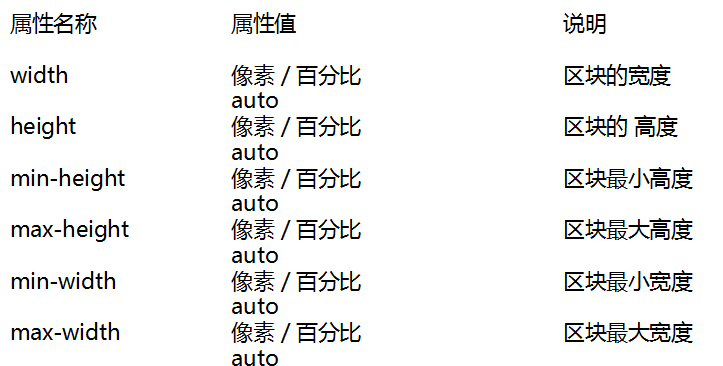 属性名称 属性值 说明
width 像素 / 百分比 区块的宽度
auto
height 像素 / 百分比 区块的 高度
auto
min-height 像素 / 百分比 区块最小高度
auto
max-height 像素 / 百分比 区块最大高度
auto
min-width 像素 / 百分比 区块最小宽度
auto
max-width 像素 / 百分比 区块最大宽度
auto